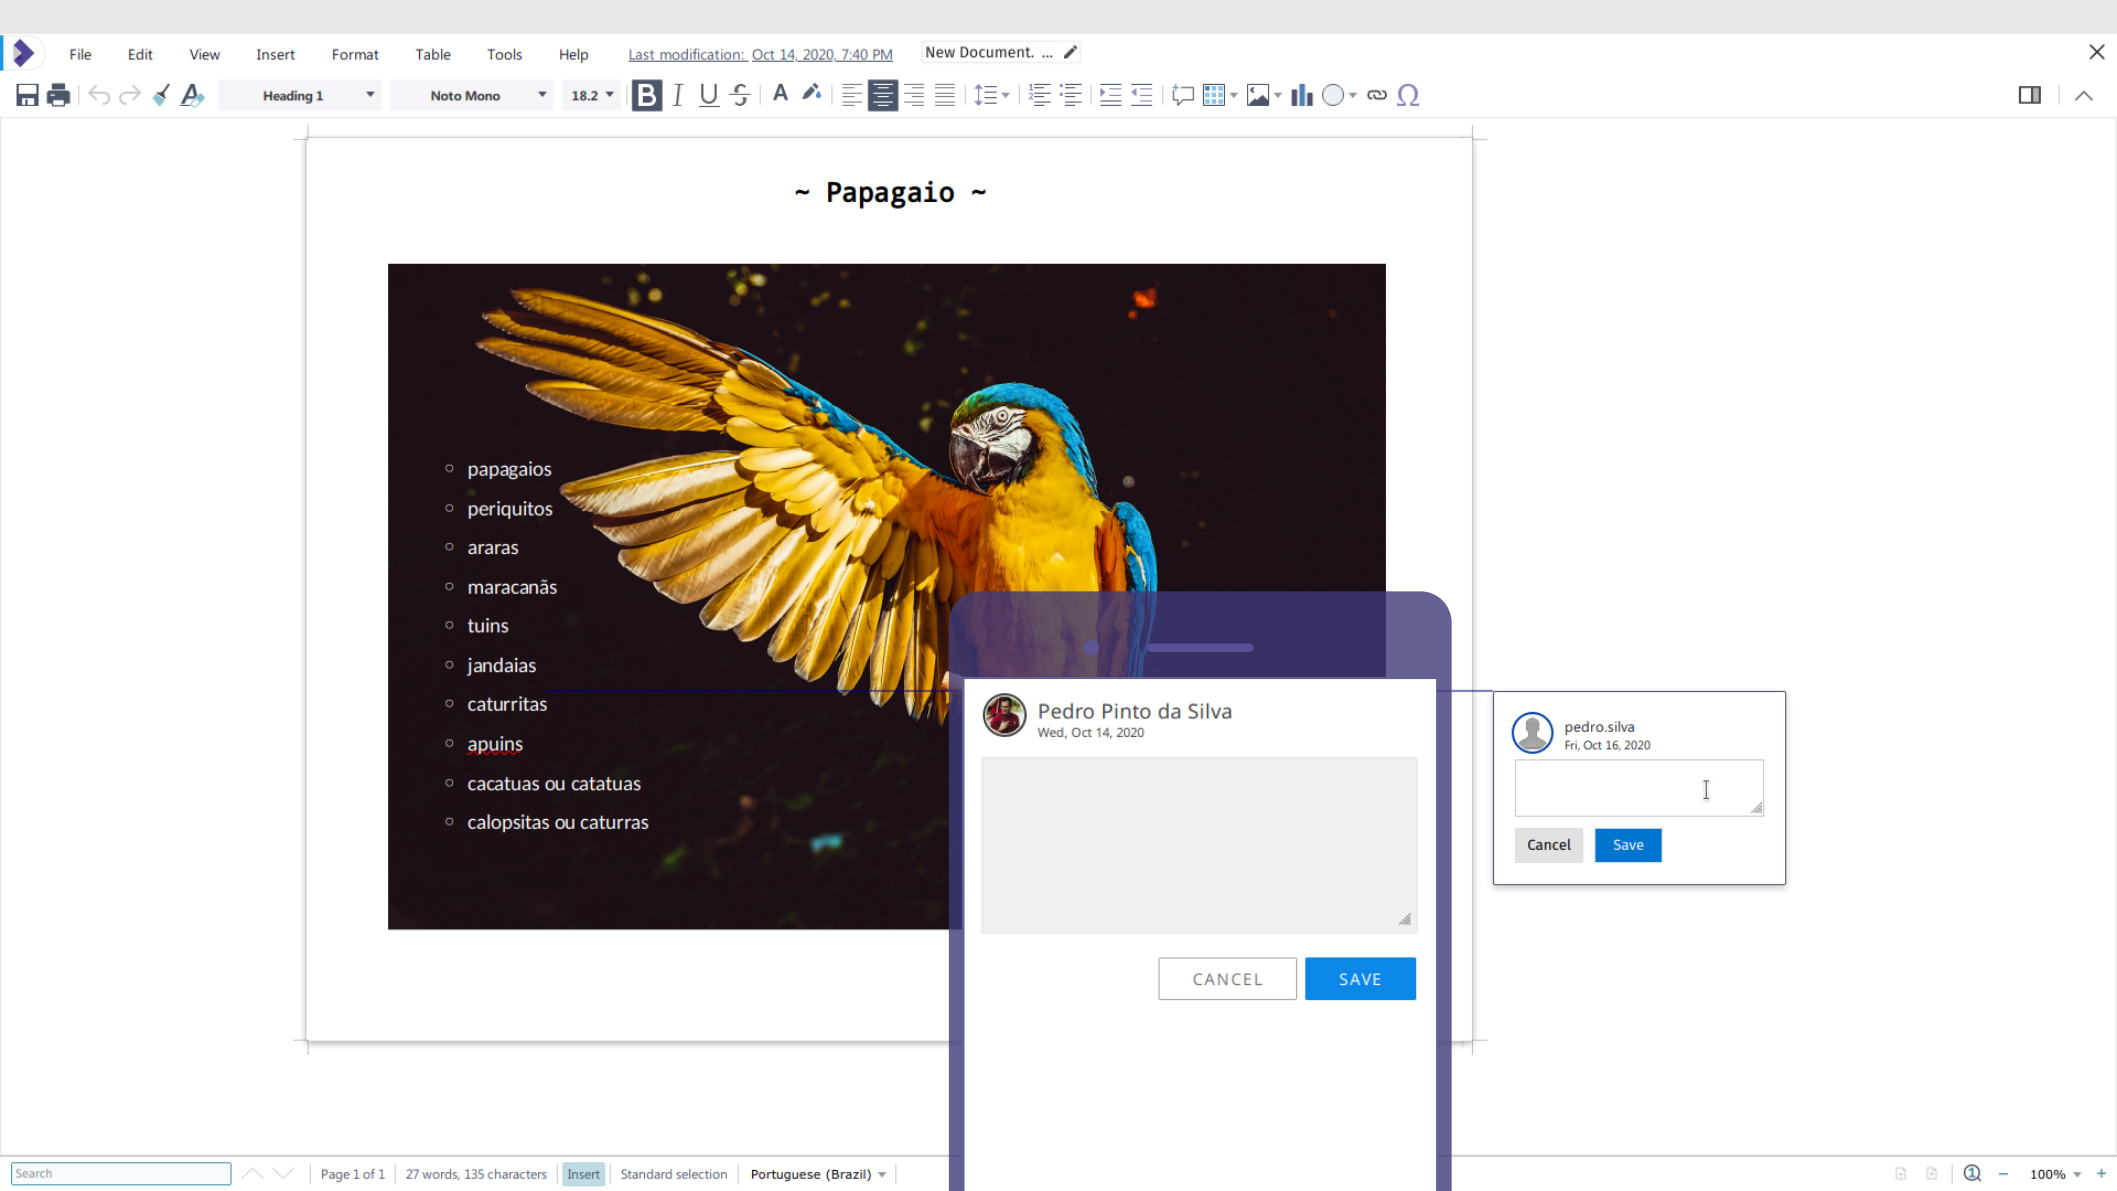 File Edit View Insert Format Table Tools Help Last modification: Oct 14, 2020, 7:40 PM New Document. ...
Heading 1 Noto Mono 18.2 B I U S A A Ω
~ Papagaio ~
papagaios
periquitos
araras
maracanãs
tuins
jandaias
caturritas
apuins
cacatuas ou catatuas
calopsitas ou caturras
Pedro Pinto da Silva
Wed, Oct 14, 2020
CANCEL SAVE
pedro.silva
Fri, Oct 16, 2020
Cancel Save
Search Page 1 of 1 27 words, 135 characters Insert Standard selection Portuguese (Brazil) 100%